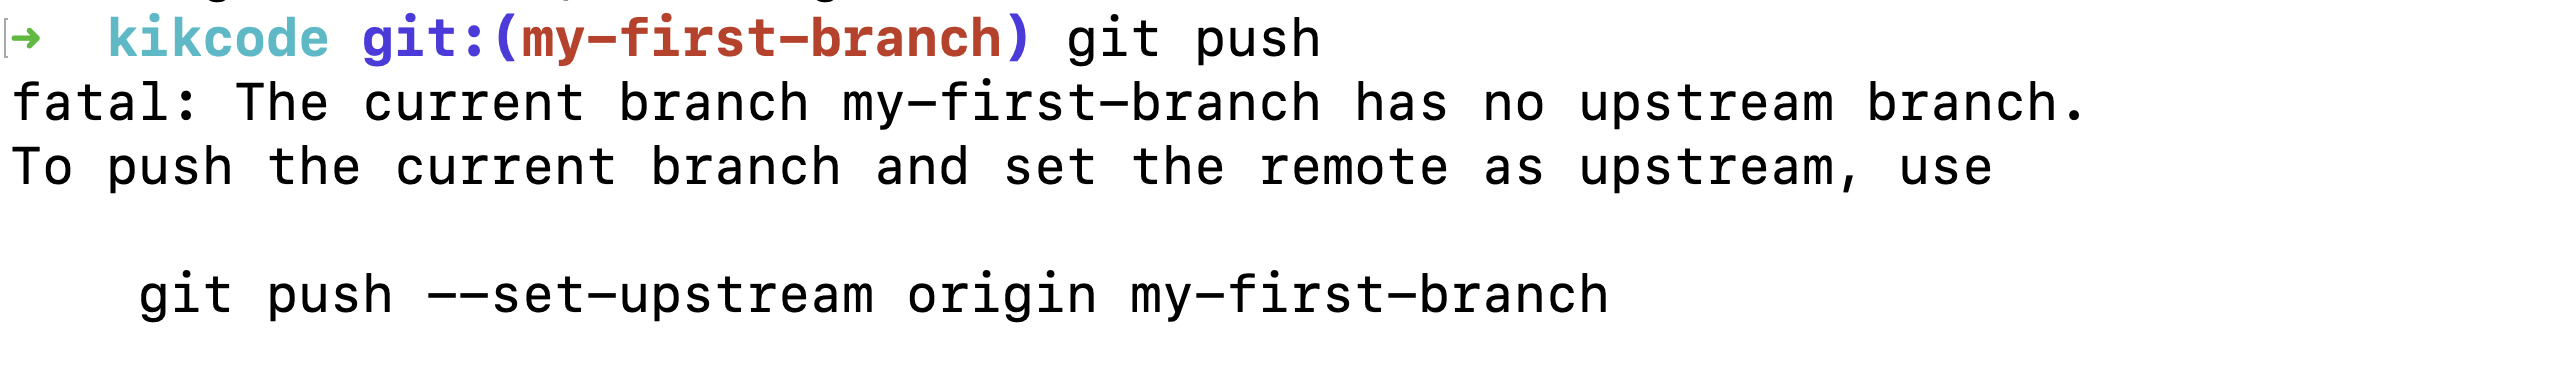 ➜  kikcode git:(my-first-branch) git push
fatal: The current branch my-first-branch has no upstream branch.
To push the current branch and set the remote as upstream, use

    git push --set-upstream origin my-first-branch